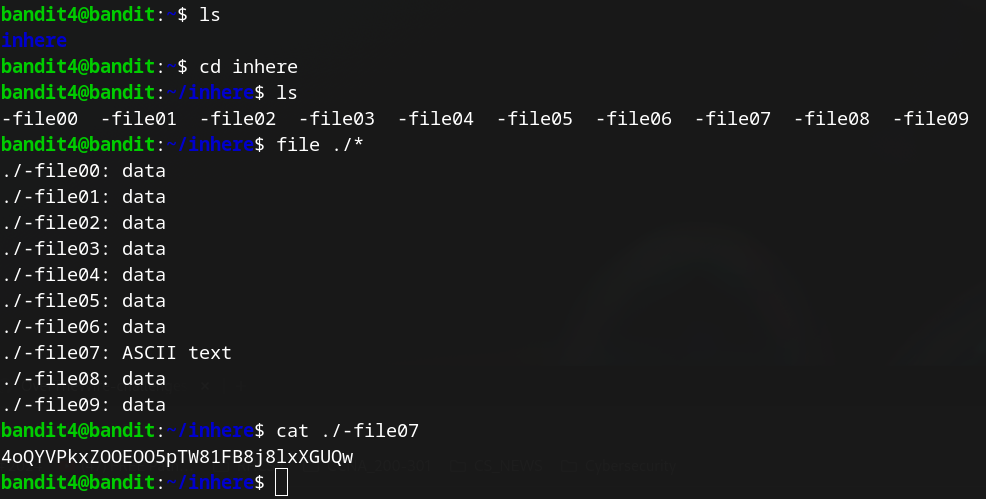 bandit4@bandit:~$ ls
inhere
bandit4@bandit:~$ cd inhere
bandit4@bandit:~/inhere$ ls
-file00  -file01  -file02  -file03  -file04  -file05  -file06  -file07  -file08  -file09
bandit4@bandit:~/inhere$ file ./*
./-file00: data
./-file01: data
./-file02: data
./-file03: data
./-file04: data
./-file05: data
./-file06: data
./-file07: ASCII text
./-file08: data
./-file09: data
bandit4@bandit:~/inhere$ cat ./-file07
4oQYVPkxZOOEOO5pTW81FB8j8lxXGUQw
bandit4@bandit:~/inhere$